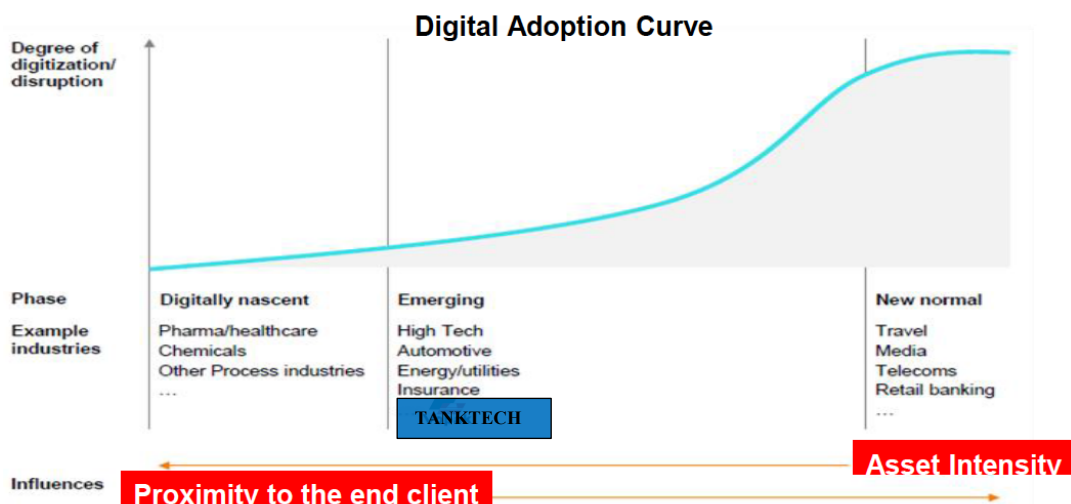 Digital Adoption Curve
Degree of
digitization/
disruption
Phase
Digitally nascent
Emerging
New normal
Example
industries
Pharma/healthcare
Chemicals
Other Process industries
...
High Tech
Automotive
Energy/utilities
Insurance
TANKTECH
Travel
Media
Telecoms
Retail banking
...
Influences
Asset Intensity
Proximity to the end client